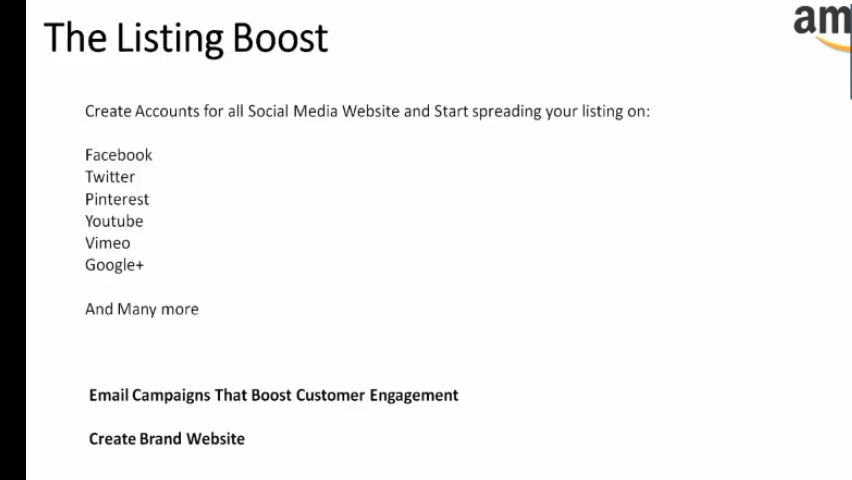 The Listing Boost
am
Create Accounts for all Social Media Website and Start spreading your listing on:
Facebook
Twitter
Pinterest
Youtube
Vimeo
Google+
And Many more
Email Campaigns That Boost Customer Engagement
Create Brand Website